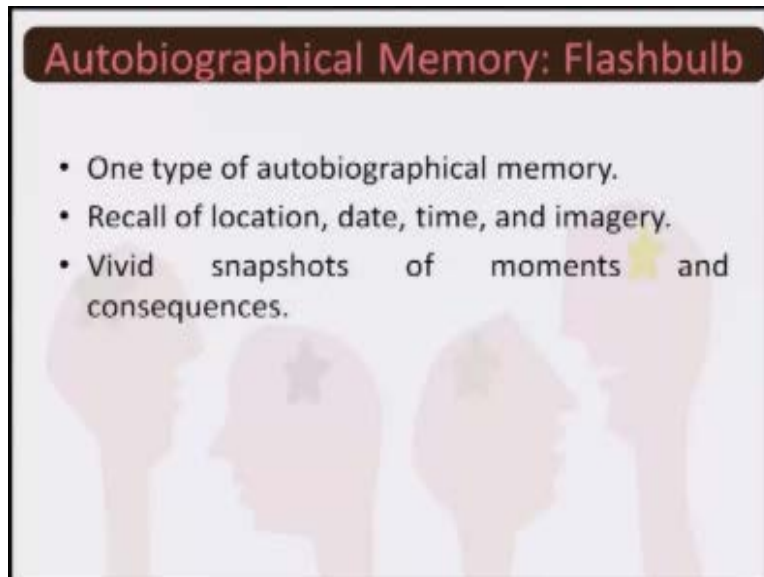 Autobiographical Memory: Flashbulb
• One type of autobiographical memory.
• Recall of location, date, time, and imagery.
• Vivid snapshots of moments and
consequences.